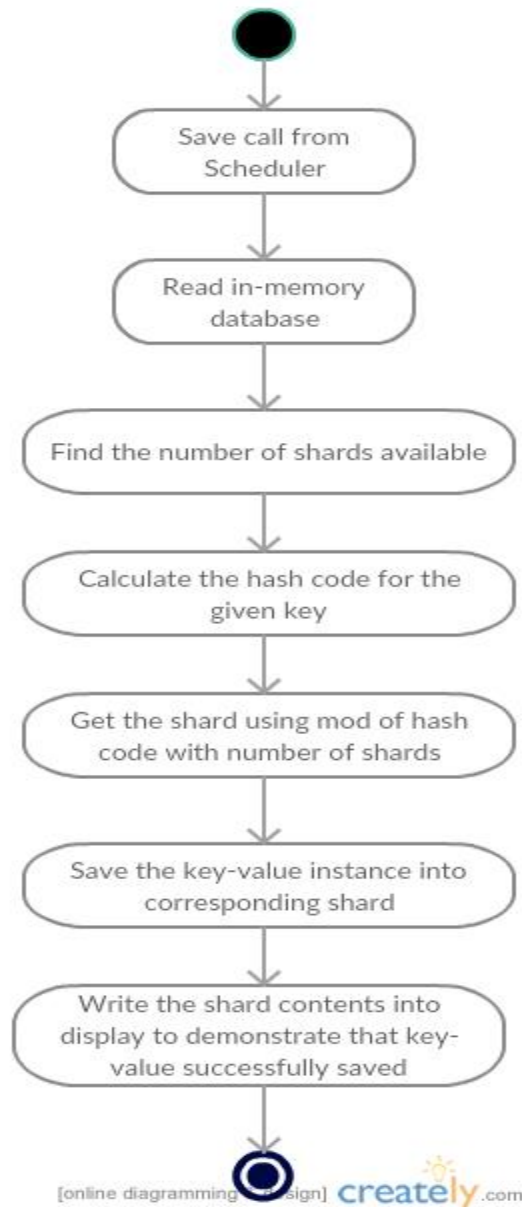 Save call from
Scheduler
Read in-memory
database
Find the number of shards available
Calculate the hash code for the
given key
Get the shard using mod of hash
code with number of shards
Save the key-value instance into
corresponding shard
Write the shard contents into
display to demonstrate that key-
value successfully saved
[online diagramming sign] creately.com